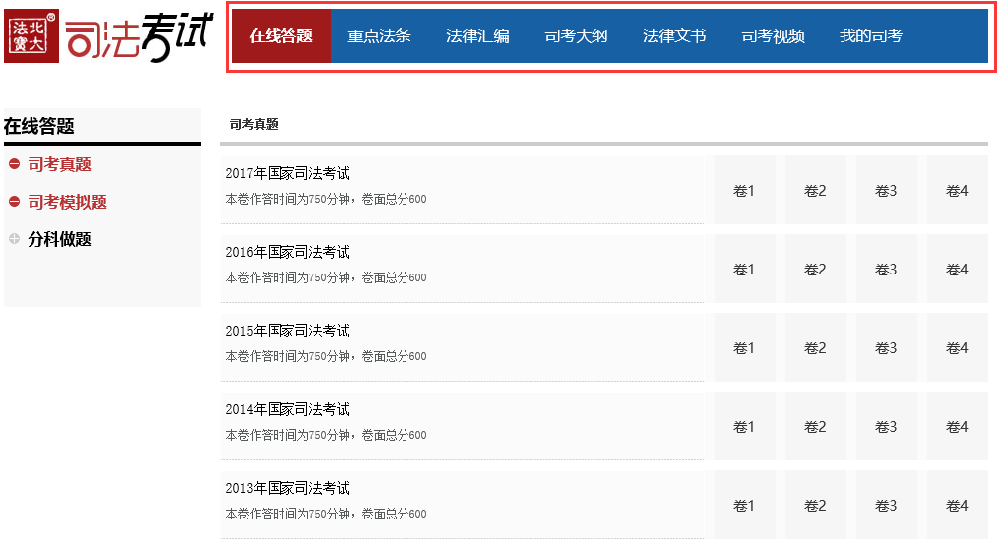 法北寶大® 司法考试
在线答题 重点法条 法律汇编 司考大纲 法律文书 司考视频 我的司考
在线答题
司考真题
司考模拟题
分科做题
司考真题
2017年国家司法考试
本卷作答时间为750分钟，卷面总分600
卷1 卷2 卷3 卷4
2016年国家司法考试
本卷作答时间为750分钟，卷面总分600
卷1 卷2 卷3 卷4
2015年国家司法考试
本卷作答时间为750分钟，卷面总分600
卷1 卷2 卷3 卷4
2014年国家司法考试
本卷作答时间为750分钟，卷面总分600
卷1 卷2 卷3 卷4
2013年国家司法考试
本卷作答时间为750分钟，卷面总分600
卷1 卷2 卷3 卷4